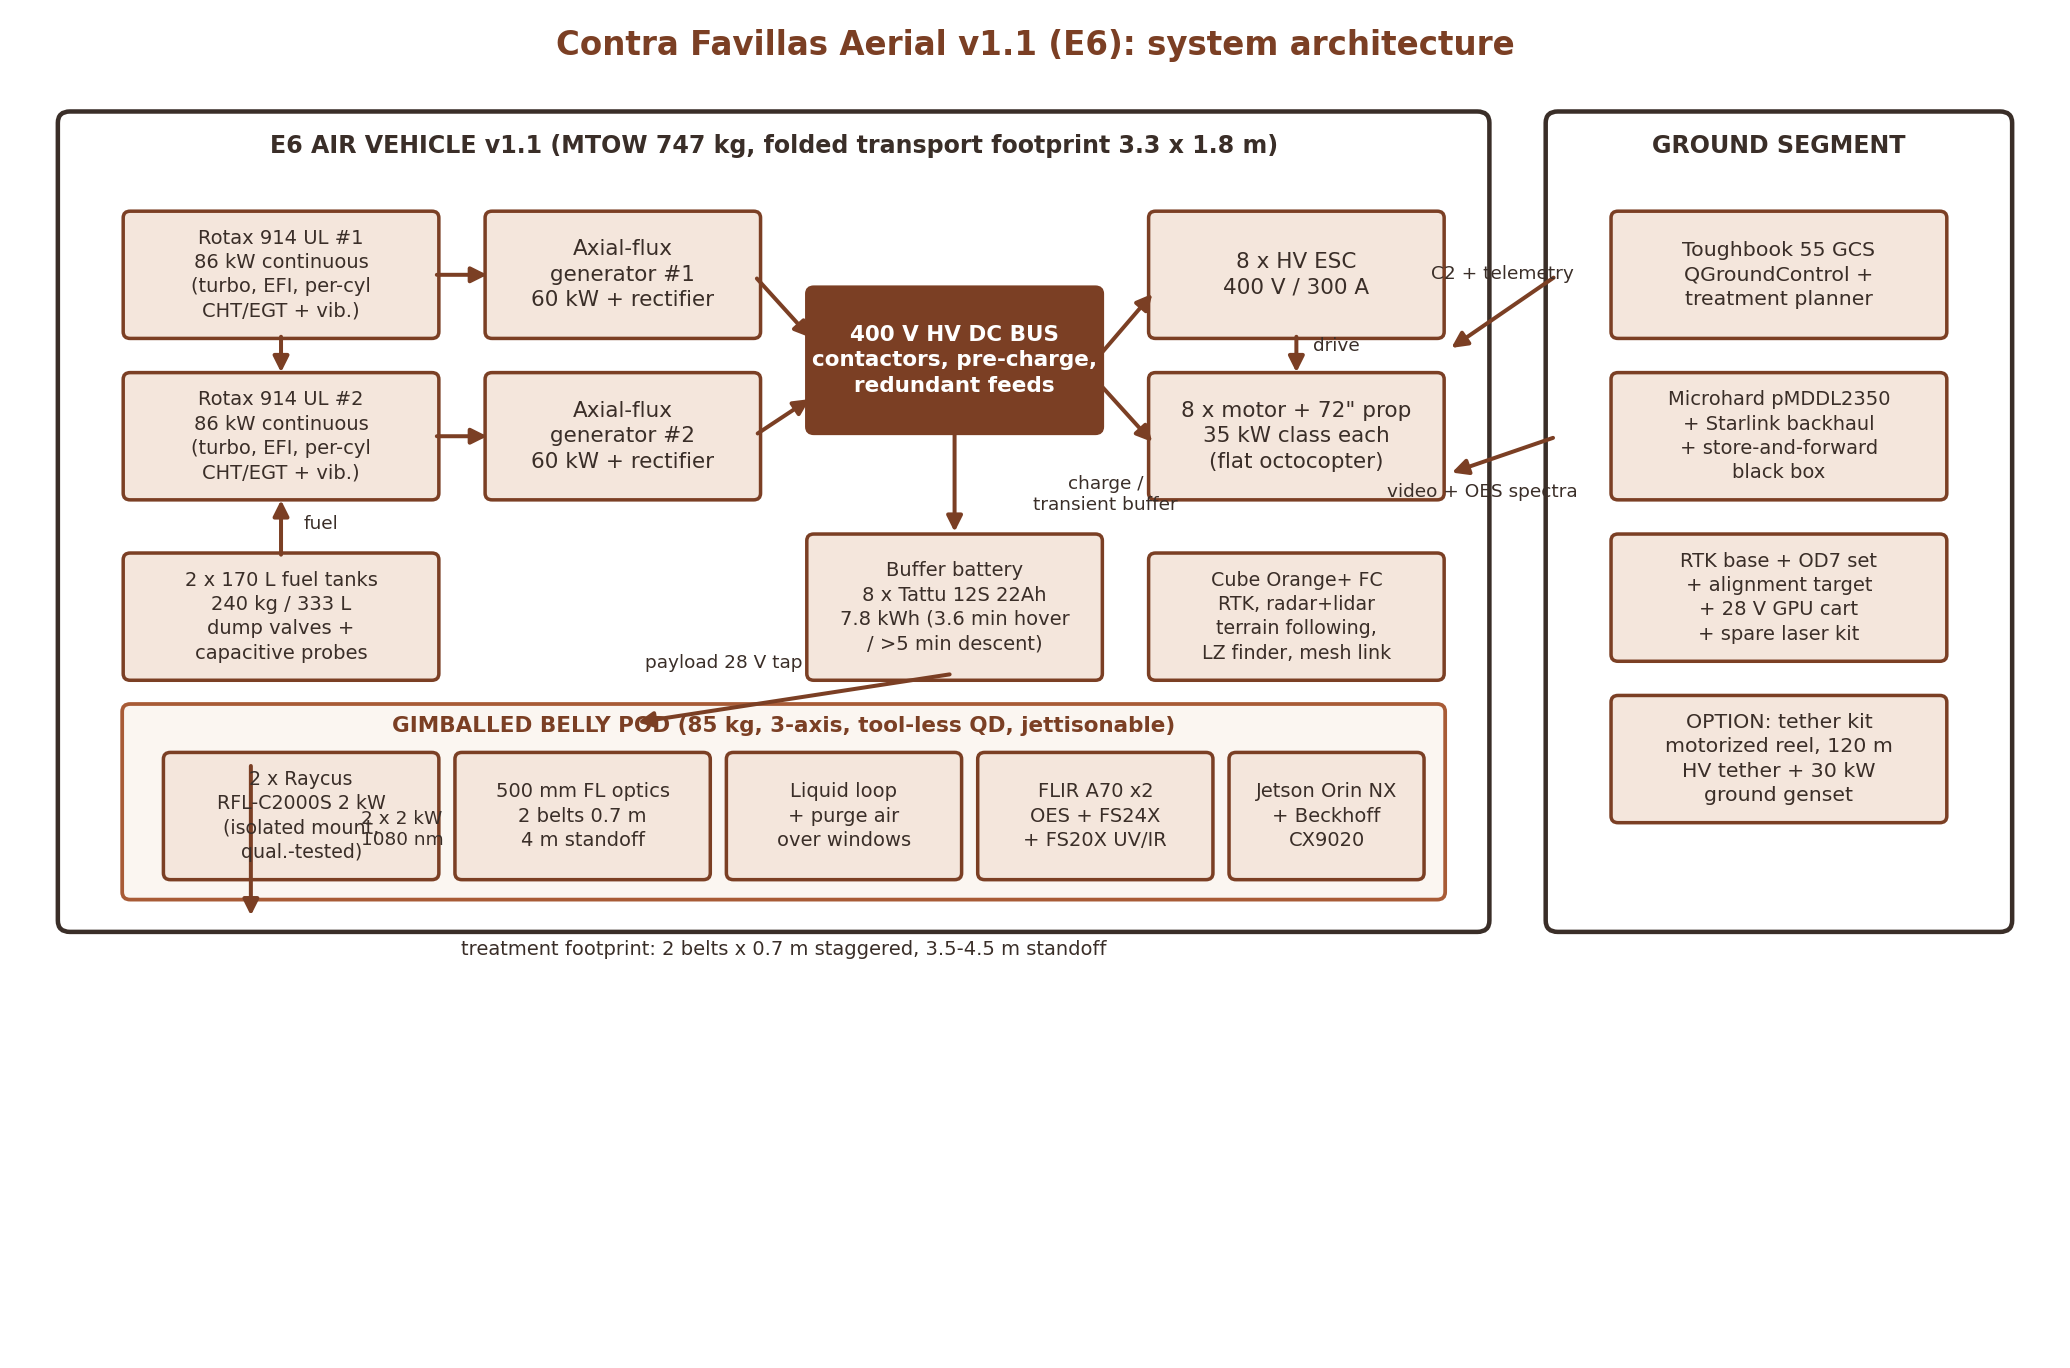 Contra Favillas Aerial v1.1 (E6): system architecture
E6 AIR VEHICLE v1.1 (MTOW 747 kg, folded transport footprint 3.3 x 1.8 m)
Rotax 914 UL #1
86 kW continuous
(turbo, EFI, per-cyl
CHT/EGT + vib.)
Axial-flux
generator #1
60 kW + rectifier
400 V HV DC BUS
contactors, pre-charge,
redundant feeds
8 x HV ESC
400 V / 300 A
drive
Rotax 914 UL #2
86 kW continuous
(turbo, EFI, per-cyl
CHT/EGT + vib.)
Axial-flux
generator #2
60 kW + rectifier
8 x motor + 72" prop
35 kW class each
(flat octocopter)
charge /
transient buffer
fuel
2 x 170 L fuel tanks
240 kg / 333 L
dump valves +
capacitive probes
Buffer battery
8 x Tattu 12S 22Ah
7.8 kWh (3.6 min hover
/ >5 min descent)
Cube Orange+ FC
RTK, radar+lidar
terrain following,
LZ finder, mesh link
payload 28 V tap
GIMBALLED BELLY POD (85 kg, 3-axis, tool-less QD, jettisonable)
2 x Raycus
RFL-C2000S 2 kW
(isolated mount,
qual.-tested)
2 x 2 kW
1080 nm
500 mm FL optics
2 belts 0.7 m
4 m standoff
Liquid loop
+ purge air
over windows
FLIR A70 x2
OES + FS24X
+ FS20X UV/IR
Jetson Orin NX
+ Beckhoff
CX9020
treatment footprint: 2 belts x 0.7 m staggered, 3.5-4.5 m standoff
C2 + telemetry
video + OES spectra
GROUND SEGMENT
Toughbook 55 GCS
QGroundControl +
treatment planner
Microhard pMDDL2350
+ Starlink backhaul
+ store-and-forward
black box
RTK base + OD7 set
+ alignment target
+ 28 V GPU cart
+ spare laser kit
OPTION: tether kit
motorized reel, 120 m
HV tether + 30 kW
ground genset